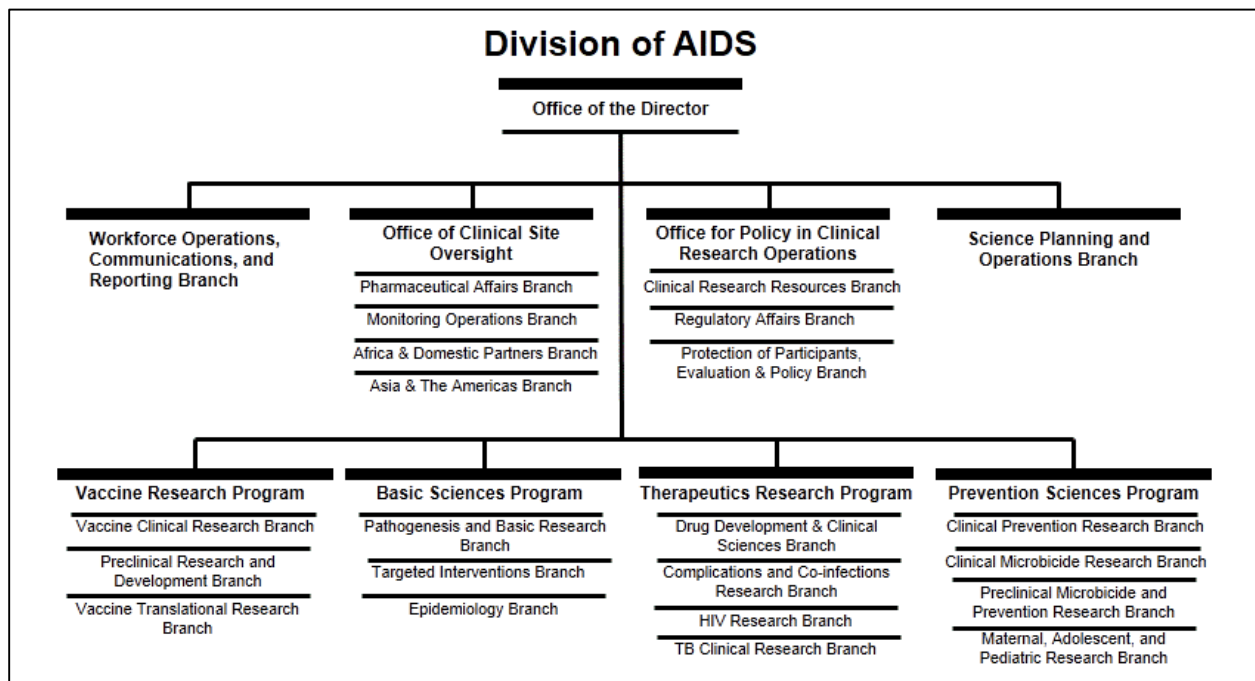 Division of AIDS
Office of the Director
Workforce Operations,
Communications, and
Reporting Branch
Office of Clinical Site
Oversight
Pharmaceutical Affairs Branch
Monitoring Operations Branch
Africa & Domestic Partners Branch
Asia & The Americas Branch
Office for Policy in Clinical
Research Operations
Clinical Research Resources Branch
Regulatory Affairs Branch
Protection of Participants,
Evaluation & Policy Branch
Science Planning and
Operations Branch
Vaccine Research Program
Vaccine Clinical Research Branch
Preclinical Research and
Development Branch
Vaccine Translational Research
Branch
Basic Sciences Program
Pathogenesis and Basic Research
Branch
Targeted Interventions Branch
Epidemiology Branch
Therapeutics Research Program
Drug Development & Clinical
Sciences Branch
Complications and Co-infections
Research Branch
HIV Research Branch
TB Clinical Research Branch
Prevention Sciences Program
Clinical Prevention Research Branch
Clinical Microbicide Research Branch
Preclinical Microbicide and
Prevention Research Branch
Maternal, Adolescent, and
Pediatric Research Branch